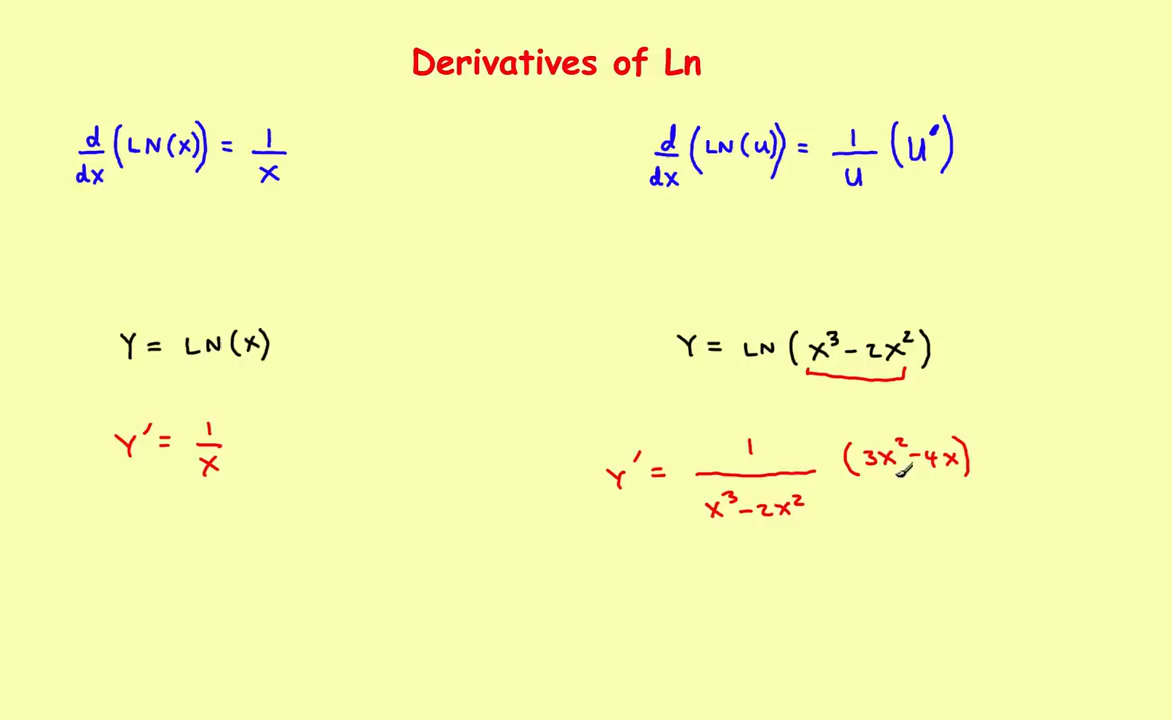 Derivatives of Ln
d/dx (LN(x)) = 1/x
d/dx (LN(u)) = 1/u (u')
Y = LN(x)
Y = LN(x³-2x²)
Y' = 1/x
Y' = 1/(x³-2x²) (3x²-4x)